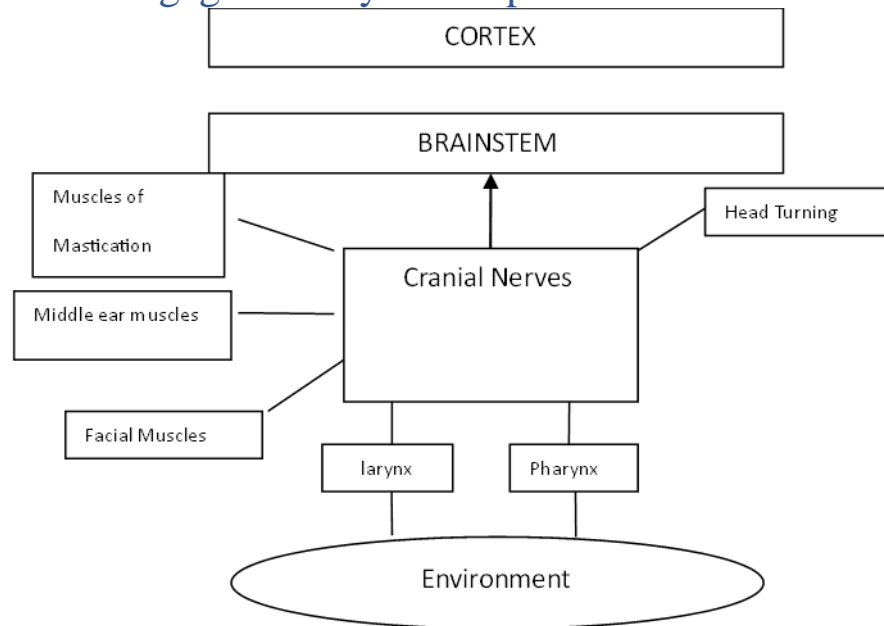 CORTEX
BRAINSTEM
Muscles of
Mastication
Head Turning
Cranial Nerves
Middle ear muscles
Facial Muscles
larynx
Pharynx
Environment